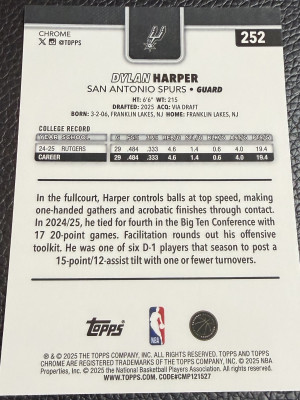 CHROME
252
X @TOPPS
DYLAN HARPER
SAN ANTONIO SPURS • GUARD
HT: 6'6" WT: 215
DRAFTED: 2025 ACQ: VIA DRAFT
BORN: 3-2-06, FRANKLIN LAKES, NJ HOME: FRANKLIN LAKES, NJ
COLLEGE RECORD
YEAR SCHOOL G
24-25 RUTGERS 29 .484 .333 4.6 1.4 0.6 4.0 19.4
CAREER 29 .484 .333 4.6 1.4 0.6 4.0 19.4
In the fullcourt, Harper controls balls at top speed, making
one-handed gathers and acrobatic finishes through contact.
In 2024/25, he tied for fourth in the Big Ten Conference with
17 20-point games. Facilitation rounds out his offensive
toolkit. He was one of six D-1 players that season to post a
15-point/12-assist tilt with one or fewer turnovers.
Topps
NBA
® & © 2025 THE TOPPS COMPANY, INC. ALL RIGHTS RESERVED. TOPPS AND TOPPS
CHROME ARE REGISTERED TRADEMARKS OF THE TOPPS COMPANY, INC. © 2025 NBA
Properties, Inc. © 2025 the National Basketball Players Association. All rights reserved.
WWW.TOPPS.COM. CODE#CMP121527